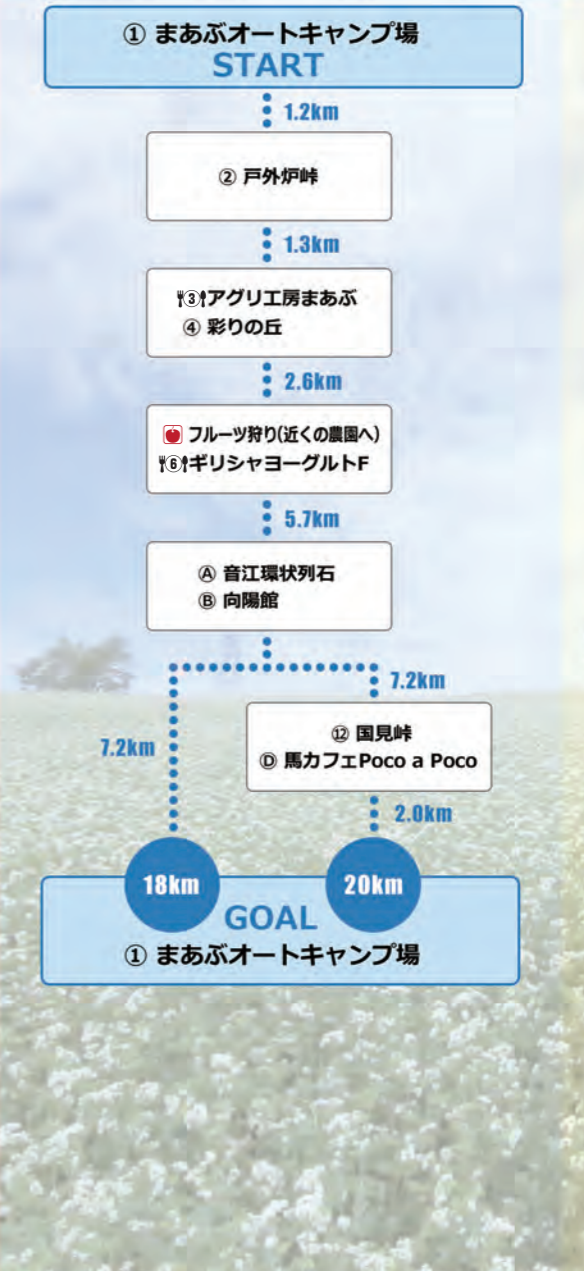 ① まあぶオートキャンプ場
START
1.2km
② 戸外炉峠
1.3km
③アグリ工房まあぶ
④ 彩りの丘
2.6km
フルーツ狩り(近くの農園へ)
⑥ギリシャヨーグルトF
5.7km
Ⓐ 音江環状列石
Ⓑ 向陽館
7.2km
7.2km
⑫ 国見峠
Ⓓ 馬カフェPoco a Poco
2.0km
18km
20km
GOAL
① まあぶオートキャンプ場